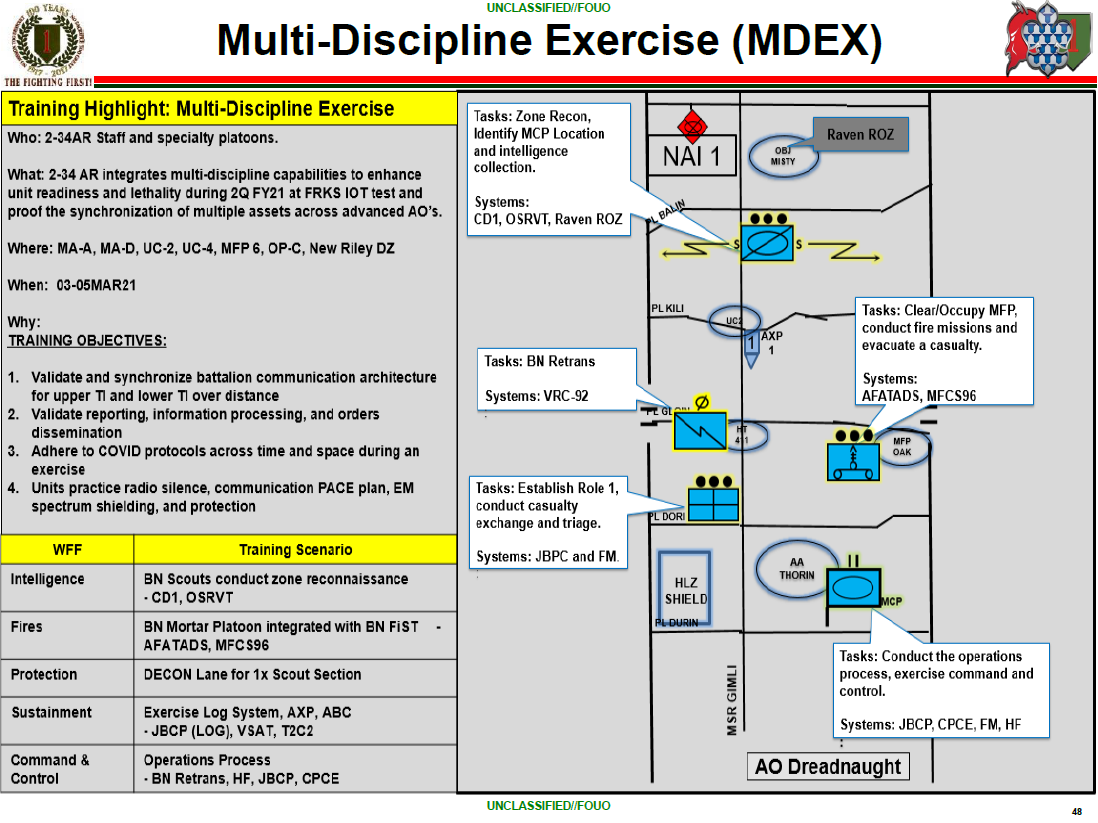 UNCLASSIFIED//FOUO
Multi-Discipline Exercise (MDEX)
100 YEARS
1
1917 - 2017
THE FIGHTING FIRST!
1
Training Highlight: Multi-Discipline Exercise
Who: 2-34AR Staff and specialty platoons.
What: 2-34 AR integrates multi-discipline capabilities to enhance
unit readiness and lethality during 2Q FY21 at FRKS IOT test and
proof the synchronization of multiple assets across advanced AO's.
Where: MA-A, MA-D, UC-2, UC-4, MFP 6, OP-C, New Riley DZ
When: 03-05MAR21
Why:
TRAINING OBJECTIVES:
1. Validate and synchronize battalion communication architecture
for upper TI and lower TI over distance
2. Validate reporting, information processing, and orders
dissemination
3. Adhere to COVID protocols across time and space during an
exercise
4. Units practice radio silence, communication PACE plan, EM
spectrum shielding, and protection
WFF
Training Scenario
Intelligence
BN Scouts conduct zone reconnaissance
- CD1, OSRVT
Fires
BN Mortar Platoon integrated with BN FiST -
AFATADS, MFCS96
Protection
DECON Lane for 1x Scout Section
Sustainment
Exercise Log System, AXP, ABC
- JBCP (LOG), VSAT, T2C2
Command &
Control
Operations Process
- BN Retrans, HF, JBCP, CPCE
Tasks: Zone Recon,
Identify MCP Location
and intelligence
collection.
Systems:
CD1, OSRVT, Raven ROZ
NAI 1
OBJ
MISTY
Raven ROZ
PL BALIN
S
S
PL KILI
UC2
1
AXP
1
Tasks: Clear/Occupy MFP,
conduct fire missions and
evacuate a casualty.
Systems:
AFATADS, MFCS96
Tasks: BN Retrans
Systems: VRC-92
PL
HT
411
MFP
OAK
Tasks: Establish Role 1,
conduct casualty
exchange and triage.
Systems: JBPC and FM.
PL DORI
HLZ
SHIELD
PL DURIN
AA
THORIN
MCP
Tasks: Conduct the operations
process, exercise command and
control.
Systems: JBCP, CPCE, FM, HF
MSR GIMLI
AO Dreadnaught
UNCLASSIFIED//FOUO
48